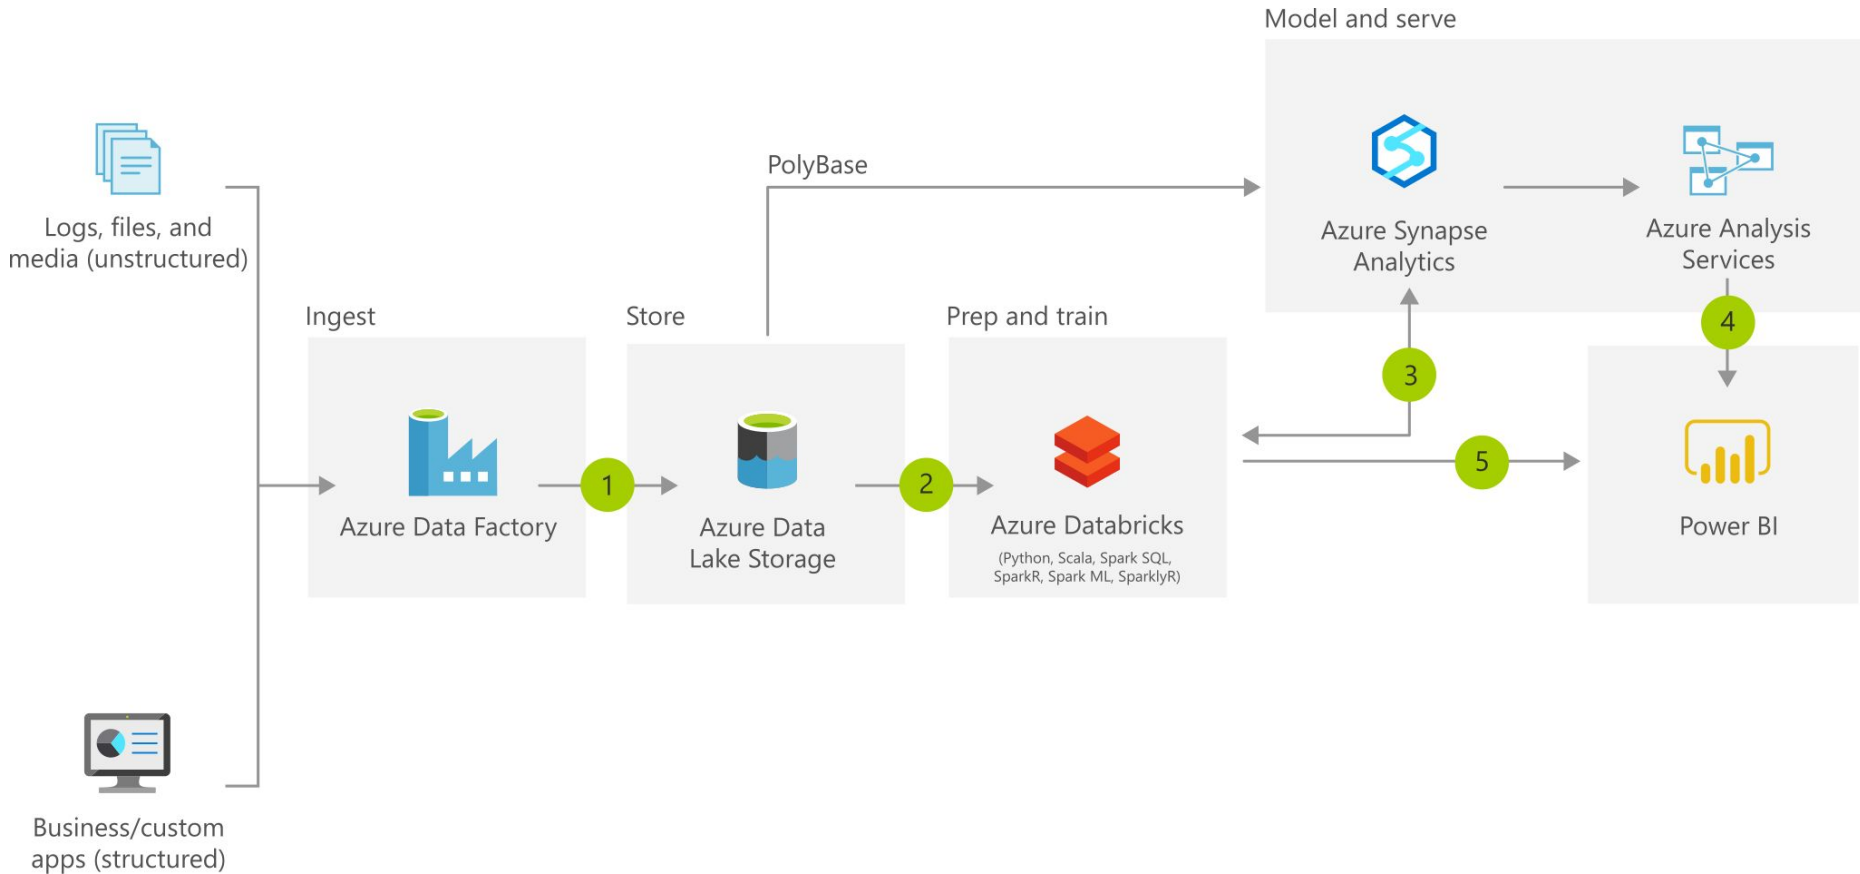 Model and serve
PolyBase
Logs, files, and
media (unstructured)
Azure Synapse
Analytics
Azure Analysis
Services
Ingest
Store
Prep and train
3
4
1
2
5
Azure Data Factory
Azure Data
Lake Storage
Azure Databricks
(Python, Scala, Spark SQL,
SparkR, Spark ML, SparklyR)
Power BI
Business/custom
apps (structured)